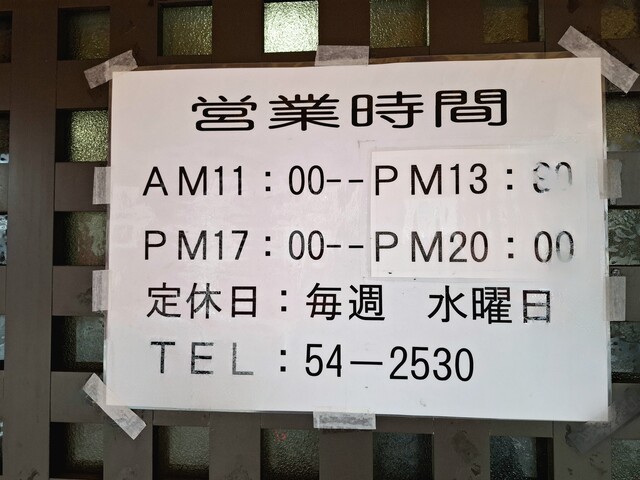 営業時間
AM11：00--PM13：30
PM17：00--PM20：00
定休日：毎週　水曜日
TEL：54－2530